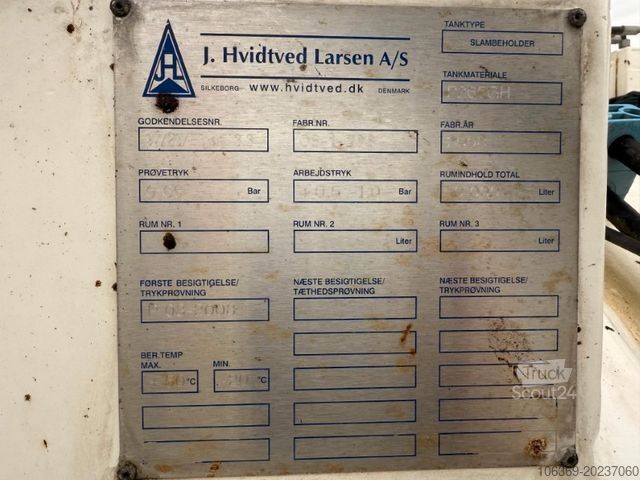 J. Hvidtved Larsen A/S
SILKEBORG www.hvidtved.dk DENMARK
TANKTYPE
SLAMBEHOLDER
TANKMATERIALE
GODKENDELSESNR.
FABR.NR.
FABR.ÅR
PRØVETRYK
ARBEJDSTRYK
RUMINDHOLD TOTAL
Bar
Bar
Liter
RUM NR. 1
RUM NR. 2
RUM NR. 3
Liter
Liter
FØRSTE BESIGTIGELSE/
TRYKPRØVNING
NÆSTE BESIGTIGELSE/
TÆTHEDSPRØVNING
NÆSTE BESIGTIGELSE/
TRYKPRØVNING
BER.TEMP
MAX.
MIN.
°C
°C
Truck
Scout24
106369-20237060